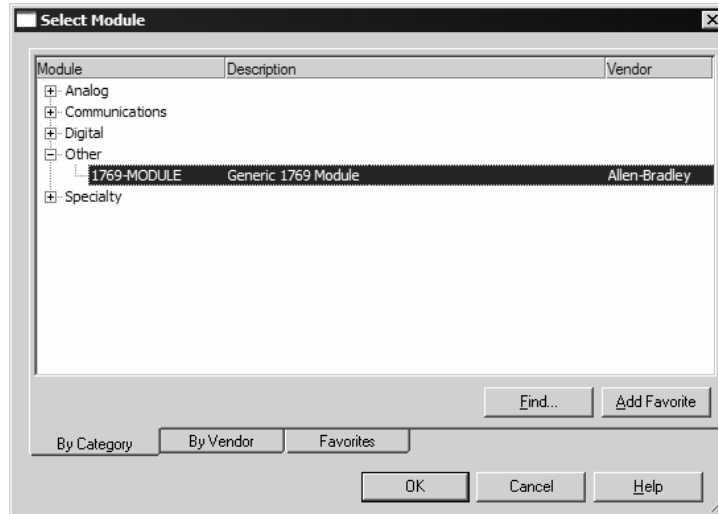 Select Module
Module Description Vendor
Analog
Communications
Digital
Other
1769-MODULE Generic 1769 Module Allen-Bradley
Specialty
Find... Add Favorite
By Category By Vendor Favorites
OK Cancel Help